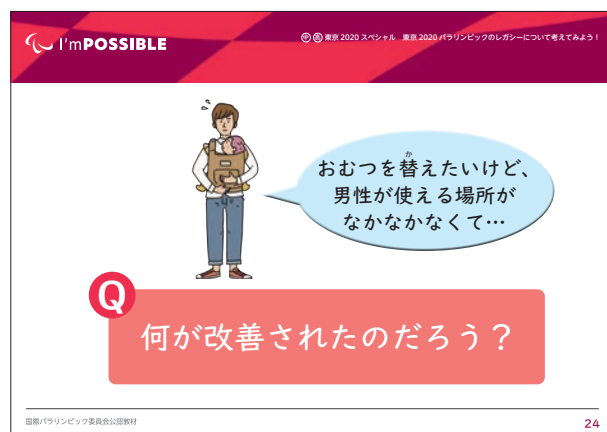 I'mPOSSIBLE
中 高 東京 2020 スペシャル 東京 2020 パラリンピックのレガシーについて考えてみよう！
おむつを替えたいけど、
か
男性が使える場所が
なかなかなくて…
Q
何が改善されたのだろう？
国際パラリンピック委員会公認教材
24